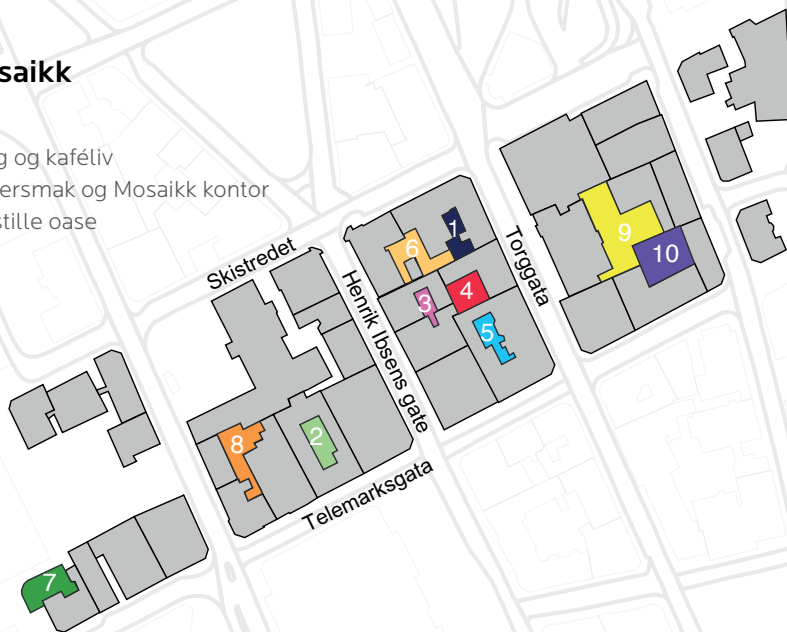 saikk
g og kaféliv
ersmak og Mosaikk kontor
stille oase
Skistredet
Henrik Ibsens gate
Torggata
Telemarksgata
1
6
9
10
3
4
5
8
2
7